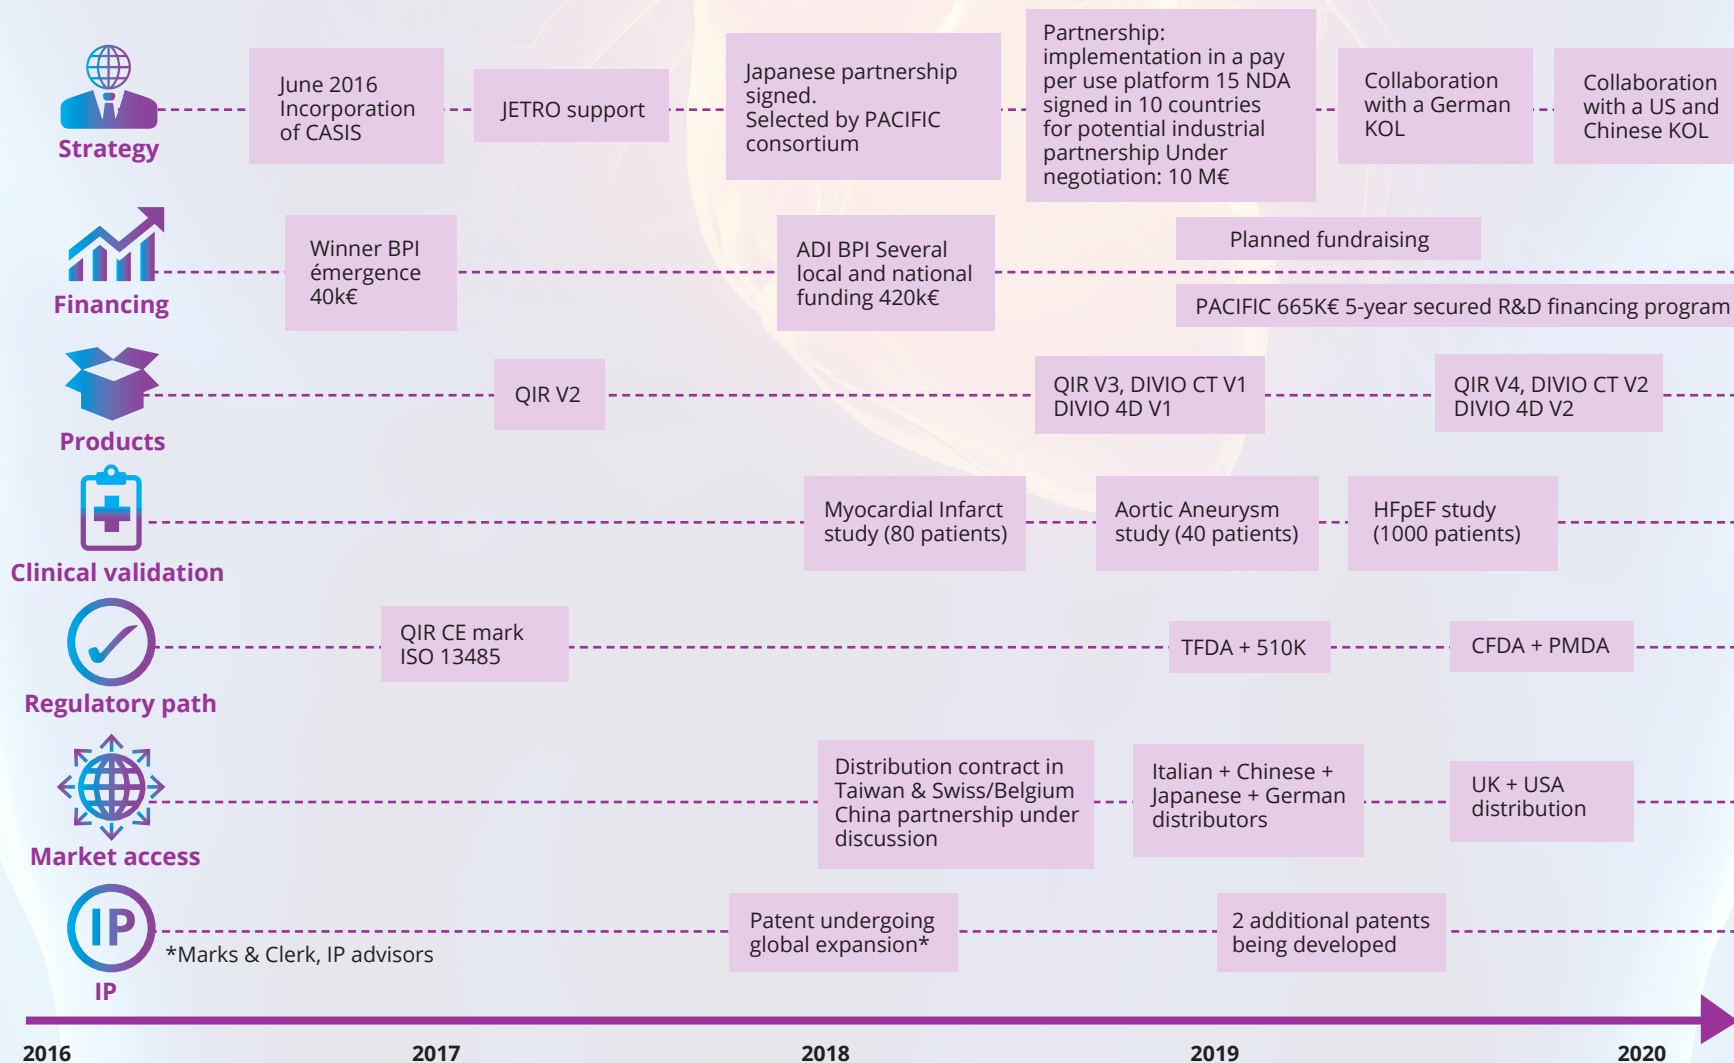 Strategy
June 2016
Incorporation
of CASIS
JETRO support
Japanese partnership
signed.
Selected by PACIFIC
consortium
Partnership:
implementation in a pay
per use platform 15 NDA
signed in 10 countries
for potential industrial
partnership Under
negotiation: 10 M€
Collaboration
with a German
KOL
Collaboration
with a US and
Chinese KOL
Financing
Winner BPI
émergence
40k€
ADI BPI Several
local and national
funding 420k€
Planned fundraising
PACIFIC 665K€ 5-year secured R&D financing program
Products
QIR V2
QIR V3, DIVIO CT V1
DIVIO 4D V1
QIR V4, DIVIO CT V2
DIVIO 4D V2
Clinical validation
Myocardial Infarct
study (80 patients)
Aortic Aneurysm
study (40 patients)
HFpEF study
(1000 patients)
Regulatory path
QIR CE mark
ISO 13485
TFDA + 510K
CFDA + PMDA
Market access
Distribution contract in
Taiwan & Swiss/Belgium
China partnership under
discussion
Italian + Chinese +
Japanese + German
distributors
UK + USA
distribution
IP
IP
*Marks & Clerk, IP advisors
Patent undergoing
global expansion*
2 additional patents
being developed
2016
2017
2018
2019
2020